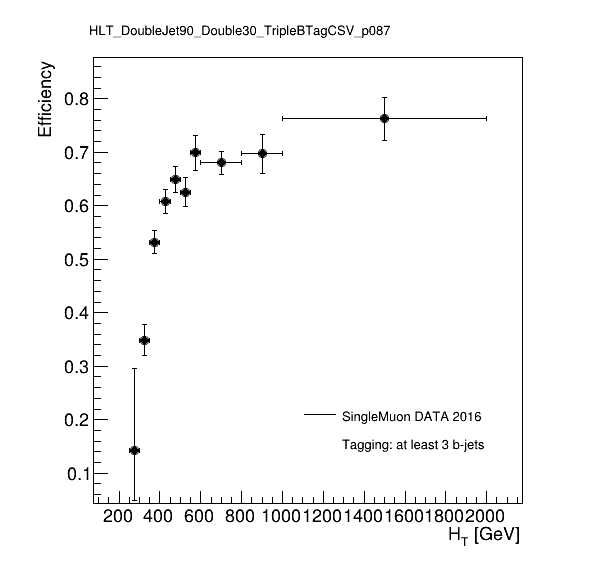 HLT_DoubleJet90_Double30_TripleBTagCSV_p087
Efficiency
0.8
0.7
0.6
0.5
0.4
0.3
0.2
0.1
SingleMuon DATA 2016
Tagging: at least 3 b-jets
200 400 600 800 1000 1200 1400 1600 1800 2000
H_T [GeV]